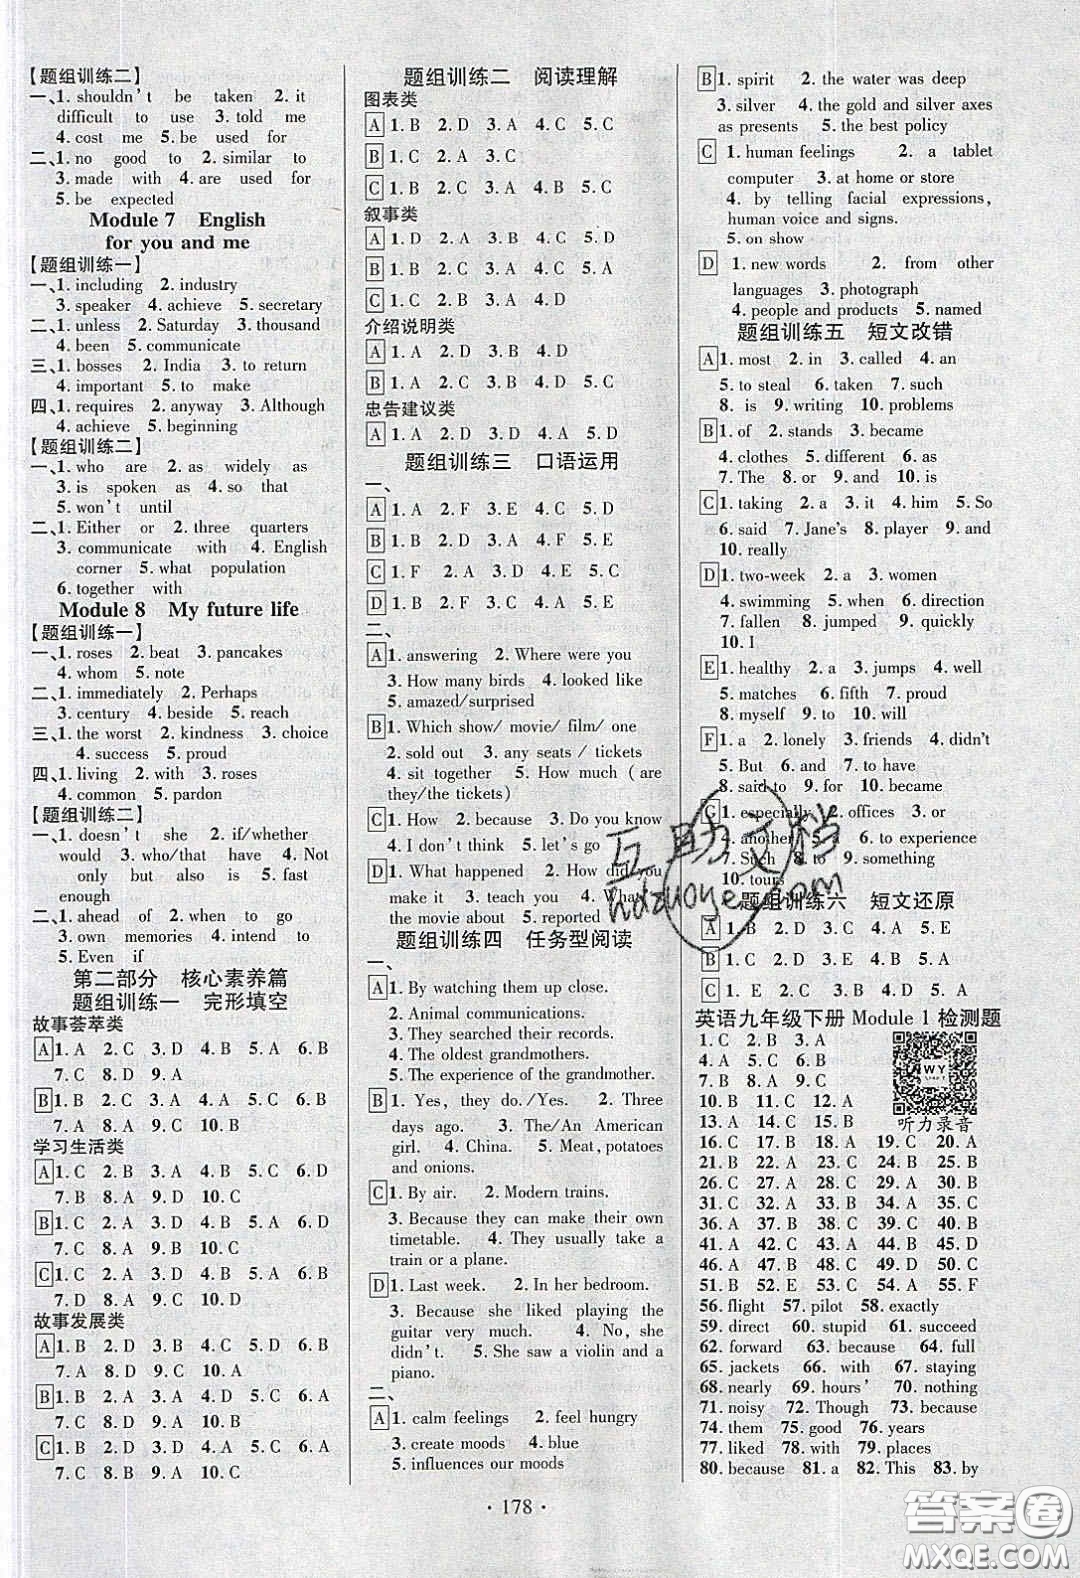 【题组训练二】
一、1. shouldn't be taken 2. it
difficult to use 3. told me
4. cost me 5. be used for
二、1. no good to 2. similar to
3. made with 4. are used for
5. be expected
Module 7 English
for you and me
【题组训练一】
一、1. including 2. industry
3. speaker 4. achieve 5. secretary
二、1. unless 2. Saturday 3. thousand
4. been 5. communicate
三、1. bosses 2. India 3. to return
4. important 5. to make
四、1. requires 2. anyway 3. Although
4. achieve 5. beginning
【题组训练二】
一、1. who are 2. as widely as
3. is spoken as 4. so that
5. won't until
二、1. Either or 2. three quarters
3. communicate with 4. English
corner 5. what population
6. together with
Module 8 My future life
【题组训练一】
一、1. roses 2. beat 3. pancakes
4. whom 5. note
二、1. immediately 2. Perhaps
3. century 4. beside 5. reach
三、1. the worst 2. kindness 3. choice
4. success 5. proud
四、1. living 2. with 3. roses
4. common 5. pardon
【题组训练二】
一、1. doesn't she 2. if/whether
would 3. who/that have 4. Not
only but also is 5. fast
enough
二、1. ahead of 2. when to go
3. own memories 4. intend to
5. Even if
第二部分 核心素养篇
题组训练一 完形填空
故事荟萃类
A 1. A 2. C 3. D 4. B 5. A 6. B
7. C 8. D 9. A
B 1. B 2. C 3. A 4. B 5. C 6. D
7. A 8. A 9. B 10. C
学习生活类
A 1. C 2. B 3. A 4. B 5. C 6. D
7. B 8. A 9. D 10. C
B 1. C 2. C 3. B 4. D 5. A 6. D
7. C 8. A 9. B 10. D
C 1. D 2. A 3. C 4. B 5. A 6. B
7. D 8. A 9. C 10. B
故事发展类
A 1. B 2. D 3. B 4. C 5. C 6. D
7. A 8. D 9. C 10. A
B 1. B 2. D 3. A 4. C 5. C 6. A
7. C 8. D 9. A 10. B
C 1. B 2. D 3. A 4. D 5. C 6. A
7. C 8. B 9. A 10. C
题组训练二 阅读理解
图表类
A 1. B 2. D 3. A 4. C 5. C
B 1. C 2. A 3. C
C 1. C 2. D 3. A 4. B 5. C
叙事类
A 1. D 2. A 3. B 4. C 5. D
B 1. C 2. B 3. A 4. A 5. D
C 1. C 2. B 3. A 4. D
介绍说明类
A 1. A 2. C 3. D 4. B 5. D
B 1. A 2. C 3. B 4. D 5. C
忠告建议类
A 1. A 2. B 3. C 4. A 5. D
题组训练三 口语运用
一、
A 1. A 2. F 3. E 4. C 5. D
B 1. B 2. D 3. A 4. F 5. E
C 1. F 2. A 3. B 4. C 5. D
D 1. B 2. C 3. D 4. A 5. E
二、
A 1. answering 2. Where were you
3. How many birds 4. looked like
5. amazed/surprised
B 1. Which show/ movie/ film/ one
2. sold out 3. any seats / tickets
4. sit together 5. How much ( are
they/the tickets)
C 1. How 2. because 3. Do you know
4. I don't think 5. let's go
D 1. What happened 2. How did you
make it 3. teach you 4. What's
the movie about 5. reported
题组训练四 任务型阅读
一、
A 1. By watching them up close.
2. Animal communications.
3. They searched their records.
4. The oldest grandmothers.
5. The experience of the grandmother.
B 1. Yes, they do. /Yes. 2. Three
days ago. 3. The/An American
girl. 4. China. 5. Meat, potatoes
and onions.
C 1. By air. 2. Modern trains.
3. Because they can make their own
timetable. 4. They usually take a
train or a plane.
D 1. Last week. 2. In her bedroom.
3. Because she liked playing the
guitar very much. 4. No, she
didn't. 5. She saw a violin and a
piano.
二、
A 1. calm feelings 2. feel hungry
3. create moods 4. blue
5. influences our moods
B 1. spirit 2. the water was deep
3. silver 4. the gold and silver axes
as presents 5. the best policy
C 1. human feelings 2. a tablet
computer 3. at home or store
4. by telling facial expressions,
human voice and signs.
5. on show
D 1. new words 2. from other
languages 3. photograph
4. people and products 5. named
题组训练五 短文改错
A 1. most 2. in 3. called 4. an
5. to steal 6. taken 7. such
8. is 9. writing 10. problems
B 1. of 2. stands 3. became
4. clothes 5. different 6. as
7. The 8. or 9. and 10. is
C 1. taking 2. a 3. it 4. him 5. So
6. said 7. Jane's 8. player 9. and
10. really
D 1. two-week 2. a 3. women
4. swimming 5. when 6. direction
7. fallen 8. jumped 9. quickly
10. I
E 1. healthy 2. a 3. jumps 4. well
5. matches 6. fifth 7. proud
8. myself 9. to 10. will
F 1. a 2. lonely 3. friends 4. didn't
5. But 6. and 7. to have
8. said to 9. for 10. became
G 1. especially 2. offices 3. or
4. another 5. are 6. to experience
7. Such 8. to 9. something
10. tours
题组训练六 短文还原
A 1. B 2. C 3. A 4. D 5. E
B 1. C 2. D 3. A 4. E 5. B
C 1. D 2. E 3. C 4. A 5. B
英语九年级下册 Module 1 检测题
1. C 2. B 3. A
4. A 5. C 6. B
7. B 8. A 9. C
10. B 11. C 12. A
13. A 14. C 15. B 听力录音
16. C 17. B 18. A 19. C 20. A
21. B 22. A 23. C 24. B 25. B
26. C 27. A 28. C 29. A 30. B
31. C 32. B 33. A 34. A 35. C
36. A 37. B 38. C 39. C 40. B
41. A 42. C 43. B 44. A 45. A
46. A 47. C 48. B 49. D 50. C
51. B 52. E 53. C 54. A 55. F
56. flight 57. pilot 58. exactly
59. direct 60. stupid 61. succeed
62. forward 63. because 64. full
65. jackets 66. with 67. staying
68. nearly 69. hours' 70. nothing
71. noisy 72. Though 73. because
74. them 75. good 76. years
77. liked 78. with 79. places
80. because 81. a 82. This 83. by
· 178 ·
互助文档
hdzuoye.com
答案圈
MXQE.COM